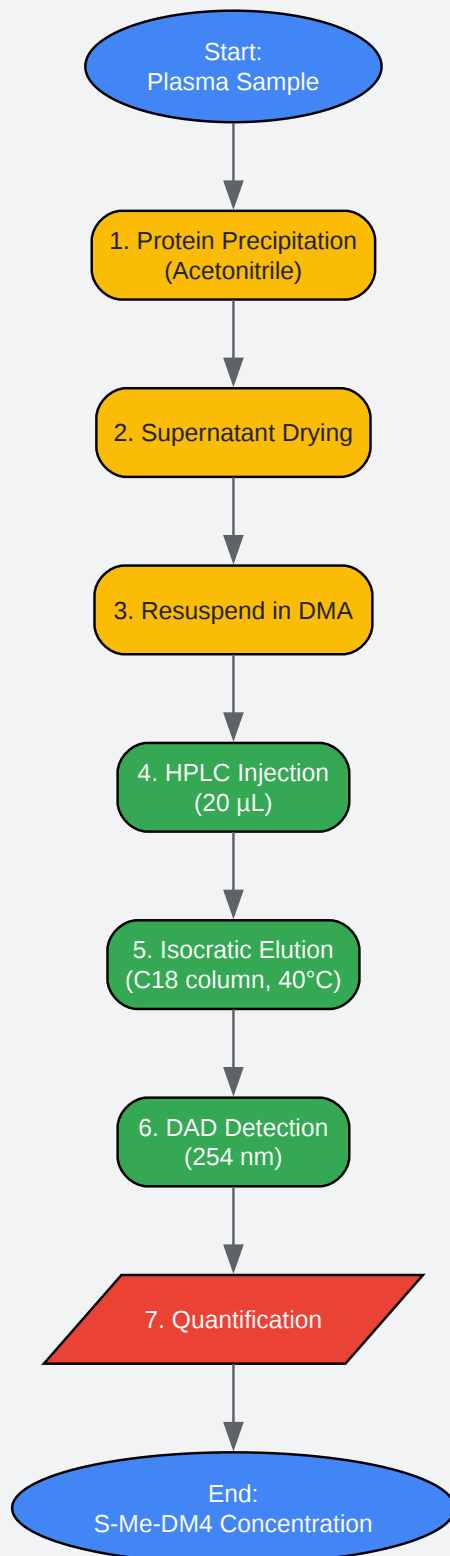 Start:
Plasma Sample
1. Protein Precipitation
(Acetonitrile)
2. Supernatant Drying
3. Resuspend in DMA
4. HPLC Injection
(20 µL)
5. Isocratic Elution
(C18 column, 40°C)
6. DAD Detection
(254 nm)
7. Quantification
End:
S-Me-DM4 Concentration